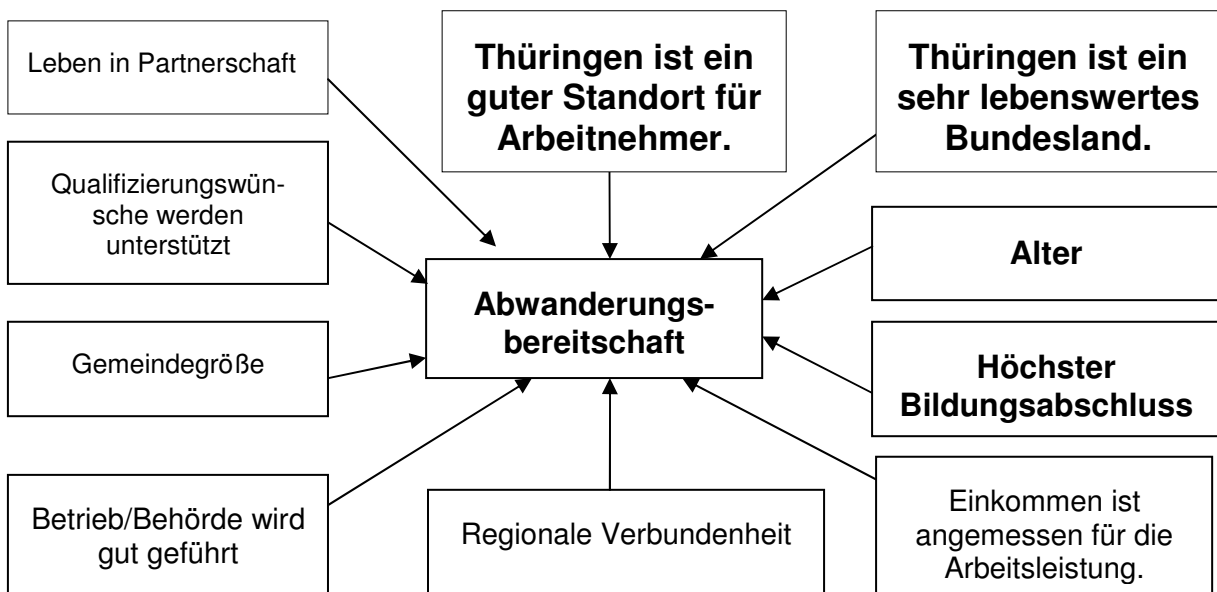 Leben in Partnerschaft
Thüringen ist ein
guter Standort für
Arbeitnehmer.
Thüringen ist ein
sehr lebenswertes
Bundesland.
Qualifizierungswün-
sche werden
unterstützt
Alter
Abwanderungs-
bereitschaft
Gemeindegröße
Höchster
Bildungsabschluss
Betrieb/Behörde wird
gut geführt
Regionale Verbundenheit
Einkommen ist
angemessen für die
Arbeitsleistung.